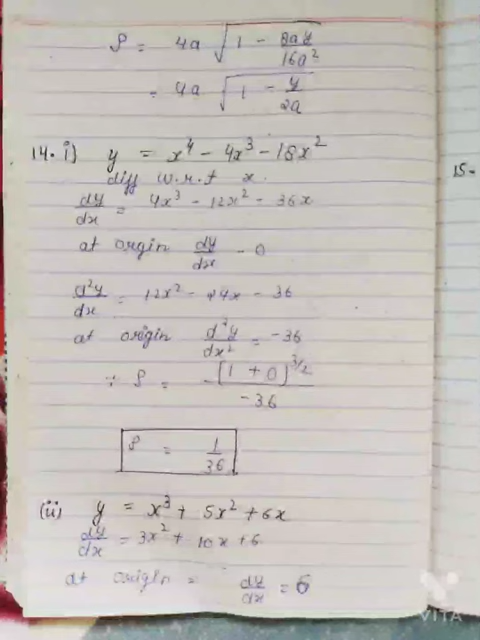 ρ = 4a √(1 - 8ay/16a²)
= 4a √(1 - y/2a)
14. i) y = x⁴ - 4x³ - 18x²
diff w.r.t x.
dy/dx = 4x³ - 12x² - 36x
15.
at orgin dy/dx = 0
d²y/dx = 12x² - 24x - 36
at origin d²y/dx² = -36
∴ ρ = -[1 + 0]^3/2 / -36
ρ = 1/36
(ii) y = x³ + 5x² + 6x
dy/dx = 3x² + 10x + 6
at origin = dy/dx = 6
VITA